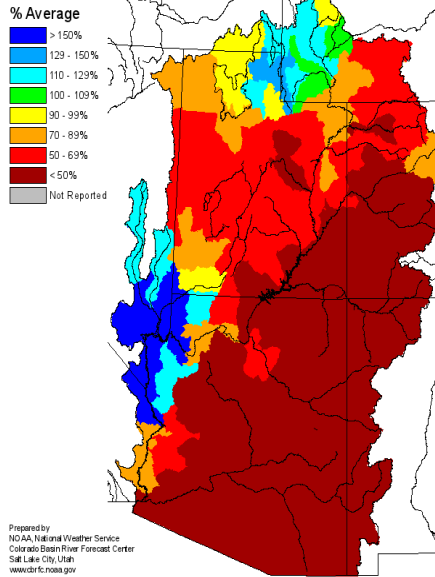 % Average
>150%
129 - 150%
110 - 129%
100 - 109%
90 - 99%
70 - 89%
50 - 69%
<50%
Not Reported
Prepared by
NOAA, National Weather Service
Colorado Basin River Forecast Center
Salt Lake City, Utah
www.cbrfc.noaa.gov